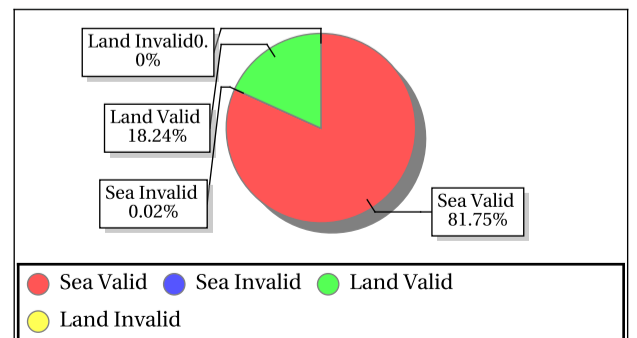 Land Invalid0.
0%
Land Valid
18.24%
Sea Invalid
0.02%
Sea Valid
81.75%
Sea Valid Sea Invalid Land Valid
Land Invalid